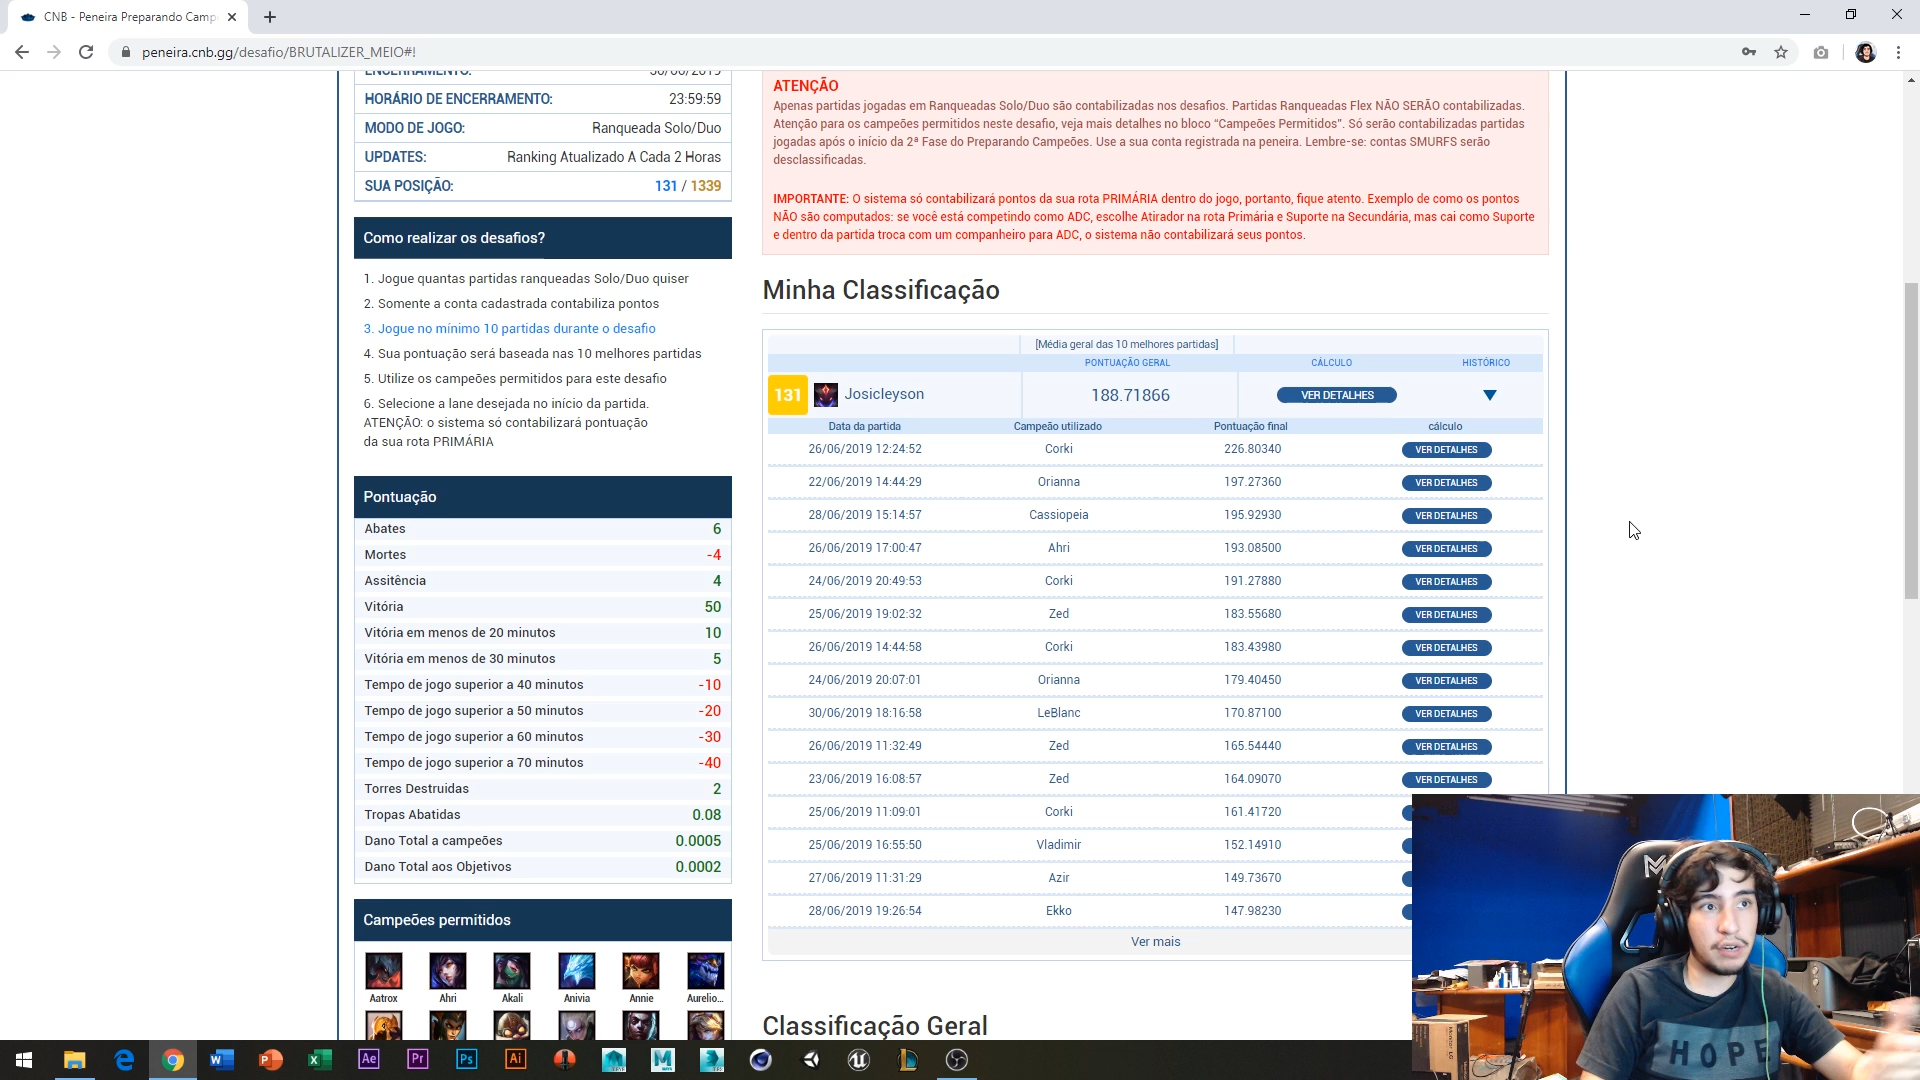 CNB - Peneira Preparando Camp
peneira.cnb.gg/desafio/BRUTALIZER_MEIO#!
ENCERRAMENTO: 30/06/2019
HORÁRIO DE ENCERRAMENTO: 23:59:59
MODO DE JOGO: Ranqueada Solo/Duo
UPDATES: Ranking Atualizado A Cada 2 Horas
SUA POSIÇÃO: 131 / 1339
Como realizar os desafios?
1. Jogue quantas partidas ranqueadas Solo/Duo quiser
2. Somente a conta cadastrada contabiliza pontos
3. Jogue no mínimo 10 partidas durante o desafio
4. Sua pontuação será baseada nas 10 melhores partidas
5. Utilize os campeões permitidos para este desafio
6. Selecione a lane desejada no início da partida.
ATENÇÃO: o sistema só contabilizará pontuação
da sua rota PRIMÁRIA
Pontuação
Abates 6
Mortes -4
Assitência 4
Vitória 50
Vitória em menos de 20 minutos 10
Vitória em menos de 30 minutos 5
Tempo de jogo superior a 40 minutos -10
Tempo de jogo superior a 50 minutos -20
Tempo de jogo superior a 60 minutos -30
Tempo de jogo superior a 70 minutos -40
Torres Destruidas 2
Tropas Abatidas 0.08
Dano Total a campeões 0.0005
Dano Total aos Objetivos 0.0002
Campeões permitidos
Aatrox Ahri Akali Anivia Annie Aurelio...
ATENÇÃO
Apenas partidas jogadas em Ranqueadas Solo/Duo são contabilizadas nos desafios. Partidas Ranqueadas Flex NÃO SERÃO contabilizadas.
Atenção para os campeões permitidos neste desafio, veja mais detalhes no bloco “Campeões Permitidos”. Só serão contabilizadas partidas
jogadas após o início da 2ª Fase do Preparando Campeões. Use a sua conta registrada na peneira. Lembre-se: contas SMURFS serão
desclassificadas.
IMPORTANTE: O sistema só contabilizará pontos da sua rota PRIMÁRIA dentro do jogo, portanto, fique atento. Exemplo de como os pontos
NÃO são computados: se você está competindo como ADC, escolhe Atirador na rota Primária e Suporte na Secundária, mas cai como Suporte
e dentro da partida troca com um companheiro para ADC, o sistema não contabilizará seus pontos.
Minha Classificação
[Média geral das 10 melhores partidas]
PONTUAÇÃO GERAL CÁLCULO HISTÓRICO
131 Josicleyson 188.71866 VER DETALHES
Data da partida Campeão utilizado Pontuação final cálculo
26/06/2019 12:24:52 Corki 226.80340 VER DETALHES
22/06/2019 14:44:29 Orianna 197.27360 VER DETALHES
28/06/2019 15:14:57 Cassiopeia 195.92930 VER DETALHES
26/06/2019 17:00:47 Ahri 193.08500 VER DETALHES
24/06/2019 20:49:53 Corki 191.27880 VER DETALHES
25/06/2019 19:02:32 Zed 183.55680 VER DETALHES
26/06/2019 14:44:58 Corki 183.43980 VER DETALHES
24/06/2019 20:07:01 Orianna 179.40450 VER DETALHES
30/06/2019 18:16:58 LeBlanc 170.87100 VER DETALHES
26/06/2019 11:32:49 Zed 165.54440 VER DETALHES
23/06/2019 16:08:57 Zed 164.09070 VER DETALHES
25/06/2019 11:09:01 Corki 161.41720
25/06/2019 16:55:50 Vladimir 152.14910
27/06/2019 11:31:29 Azir 149.73670
28/06/2019 19:26:54 Ekko 147.98230
Ver mais
Classificação Geral
HOPE
Ae Pr Ps Ai